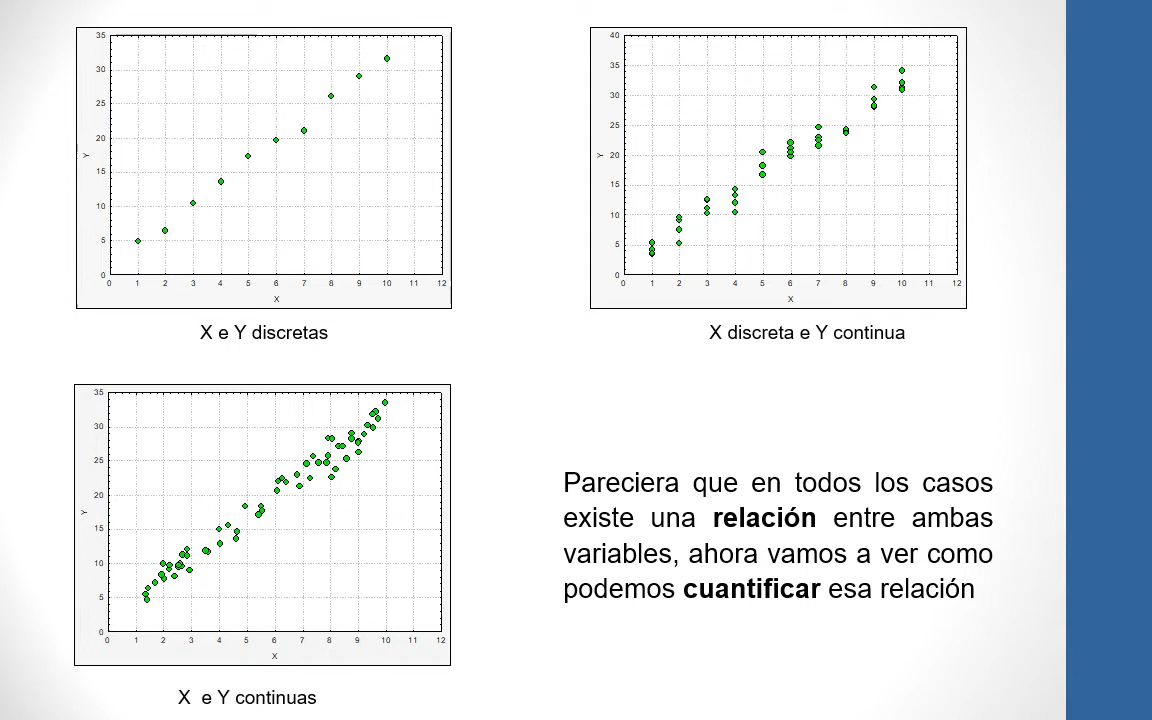 35
30
25
20
15
10
5
0
Y
0 1 2 3 4 5 6 7 8 9 10 11 12
X
X e Y discretas
40
35
30
25
20
15
10
5
0
Y
0 1 2 3 4 5 6 7 8 9 10 11 12
X
X discreta e Y continua
35
30
25
20
15
10
5
0
Y
0 1 2 3 4 5 6 7 8 9 10 11 12
X
X e Y continuas
Pareciera que en todos los casos
existe una relación entre ambas
variables, ahora vamos a ver como
podemos cuantificar esa relación